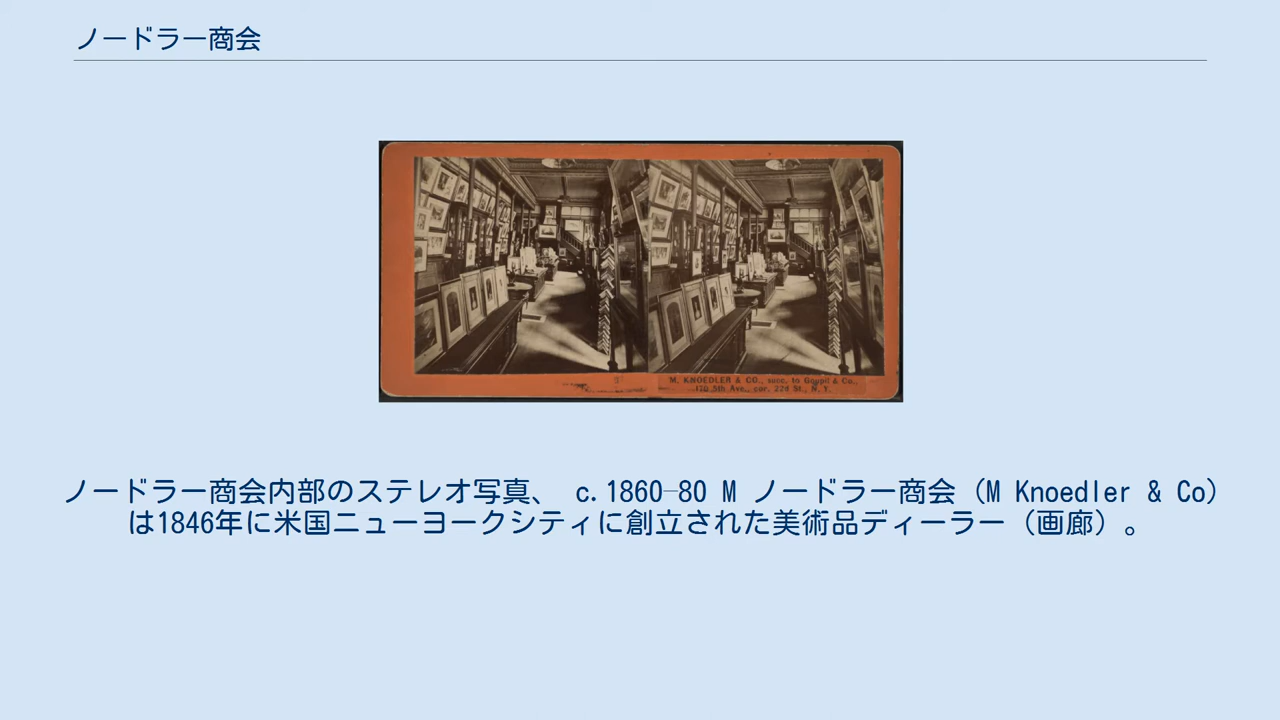 ノードラー商会
M. KNOEDLER & CO., succ. to Goupil & Co.,
170 5th Ave., cor. 22d St., N. Y.
ノードラー商会内部のステレオ写真、 c.1860–80 M ノードラー商会（M Knoedler & Co）
は1846年に米国ニューヨークシティに創立された美術品ディーラー（画廊）。